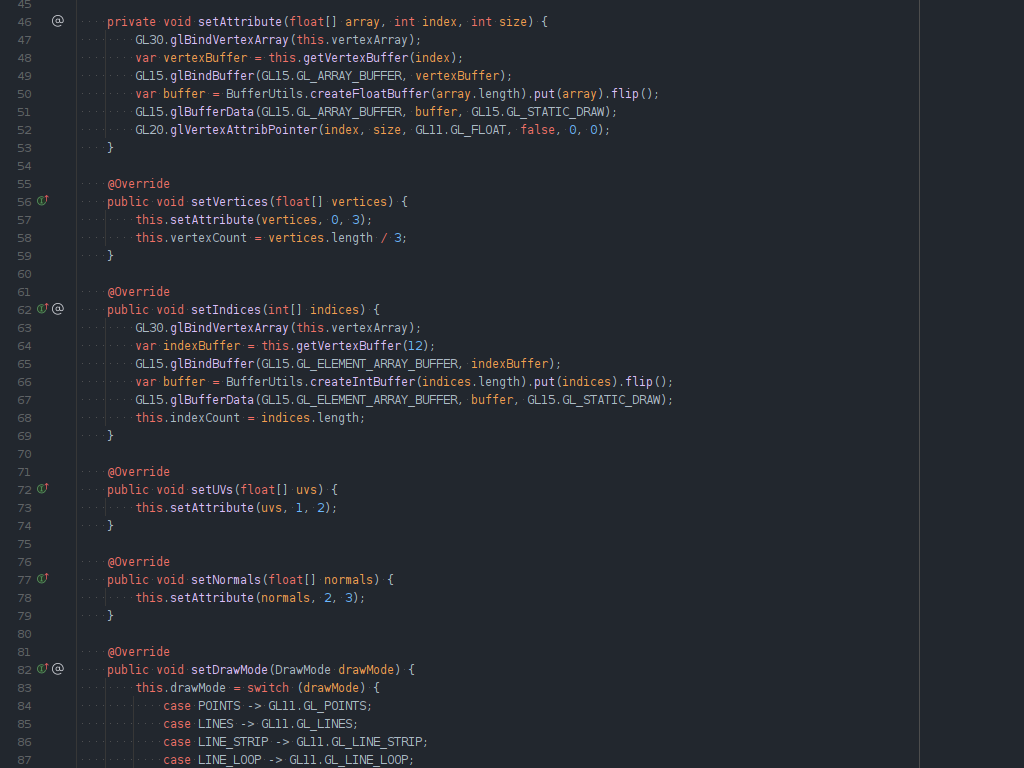 45
46 @ private void setAttribute(float[] array, int index, int size) {
47 GL30.glBindVertexArray(this.vertexArray);
48 var vertexBuffer = this.getVertexBuffer(index);
49 GL15.glBindBuffer(GL15.GL_ARRAY_BUFFER, vertexBuffer);
50 var buffer = BufferUtils.createFloatBuffer(array.length).put(array).flip();
51 GL15.glBufferData(GL15.GL_ARRAY_BUFFER, buffer, GL15.GL_STATIC_DRAW);
52 GL20.glVertexAttribPointer(index, size, GL11.GL_FLOAT, false, 0, 0);
53 }
54
55 @Override
56 public void setVertices(float[] vertices) {
57 this.setAttribute(vertices, 0, 3);
58 this.vertexCount = vertices.length / 3;
59 }
60
61 @Override
62 @ public void setIndices(int[] indices) {
63 GL30.glBindVertexArray(this.vertexArray);
64 var indexBuffer = this.getVertexBuffer(12);
65 GL15.glBindBuffer(GL15.GL_ELEMENT_ARRAY_BUFFER, indexBuffer);
66 var buffer = BufferUtils.createIntBuffer(indices.length).put(indices).flip();
67 GL15.glBufferData(GL15.GL_ELEMENT_ARRAY_BUFFER, buffer, GL15.GL_STATIC_DRAW);
68 this.indexCount = indices.length;
69 }
70
71 @Override
72 public void setUVs(float[] uvs) {
73 this.setAttribute(uvs, 1, 2);
74 }
75
76 @Override
77 public void setNormals(float[] normals) {
78 this.setAttribute(normals, 2, 3);
79 }
80
81 @Override
82 @ public void setDrawMode(DrawMode drawMode) {
83 this.drawMode = switch (drawMode) {
84 case POINTS -> GL11.GL_POINTS;
85 case LINES -> GL11.GL_LINES;
86 case LINE_STRIP -> GL11.GL_LINE_STRIP;
87 case LINE_LOOP -> GL11.GL_LINE_LOOP;